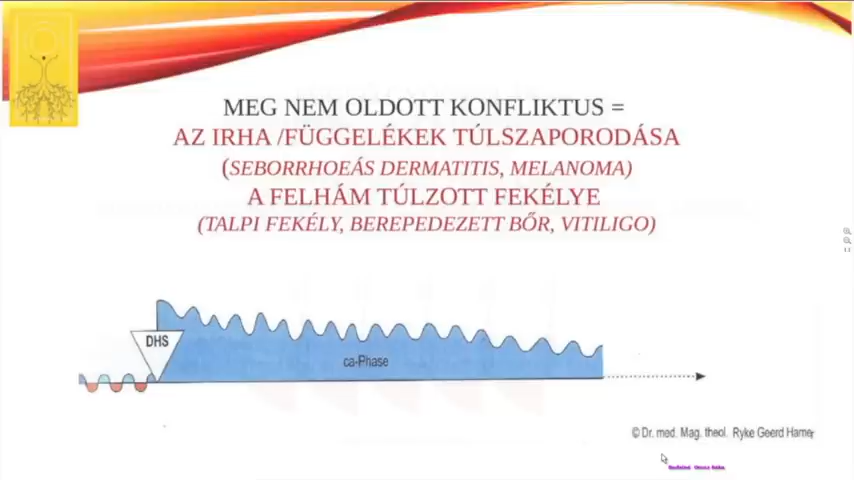 MEG NEM OLDOTT KONFLIKTUS =
AZ IRHA /FÜGGELÉKEK TÚLSZAPORODÁSA
(SEBORRHOEÁS DERMATITIS, MELANOMA)
A FELHÁM TÚLZOTT FEKÉLYE
(TALPI FEKÉLY, BEREPEDEZETT BŐR, VITILIGO)
DHS
ca-Phase
© Dr. med. Mag. theol. Ryke Geerd Hamer